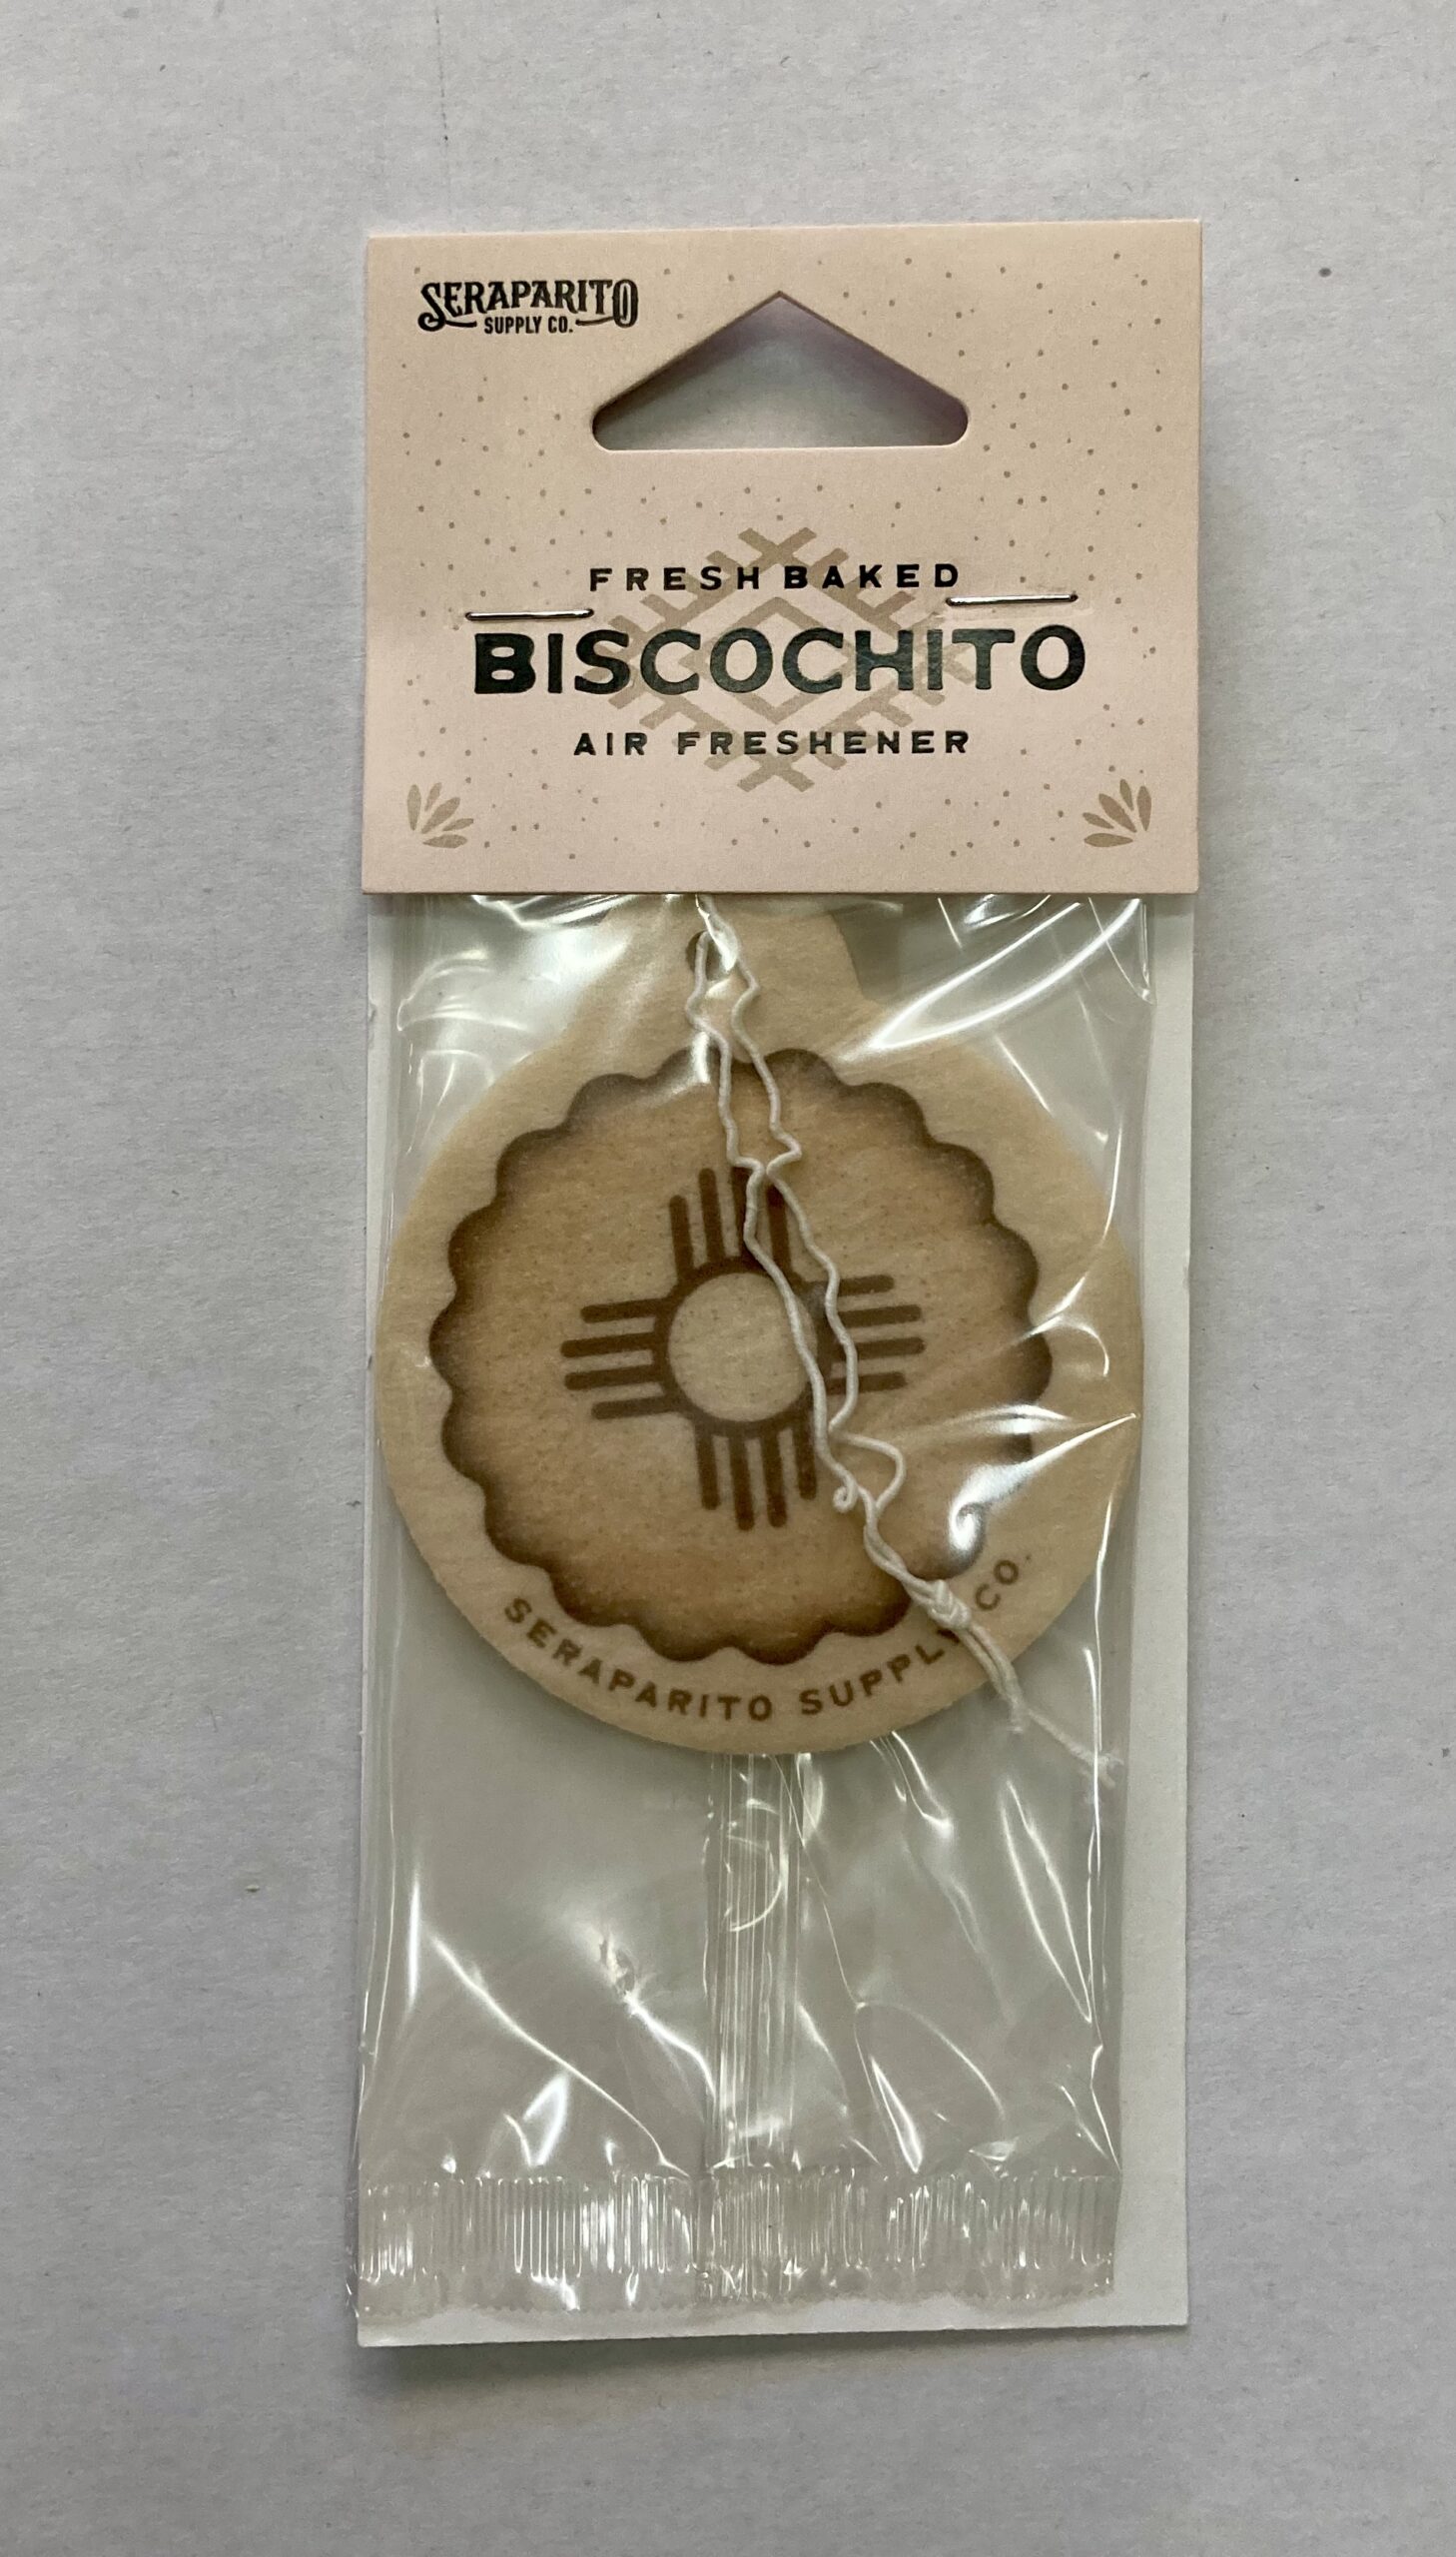 SERAPARITO
SUPPLY CO.
FRESH BAKED
BISCOCHITO
AIR FRESHENER
SERAPARITO SUPPLY CO.